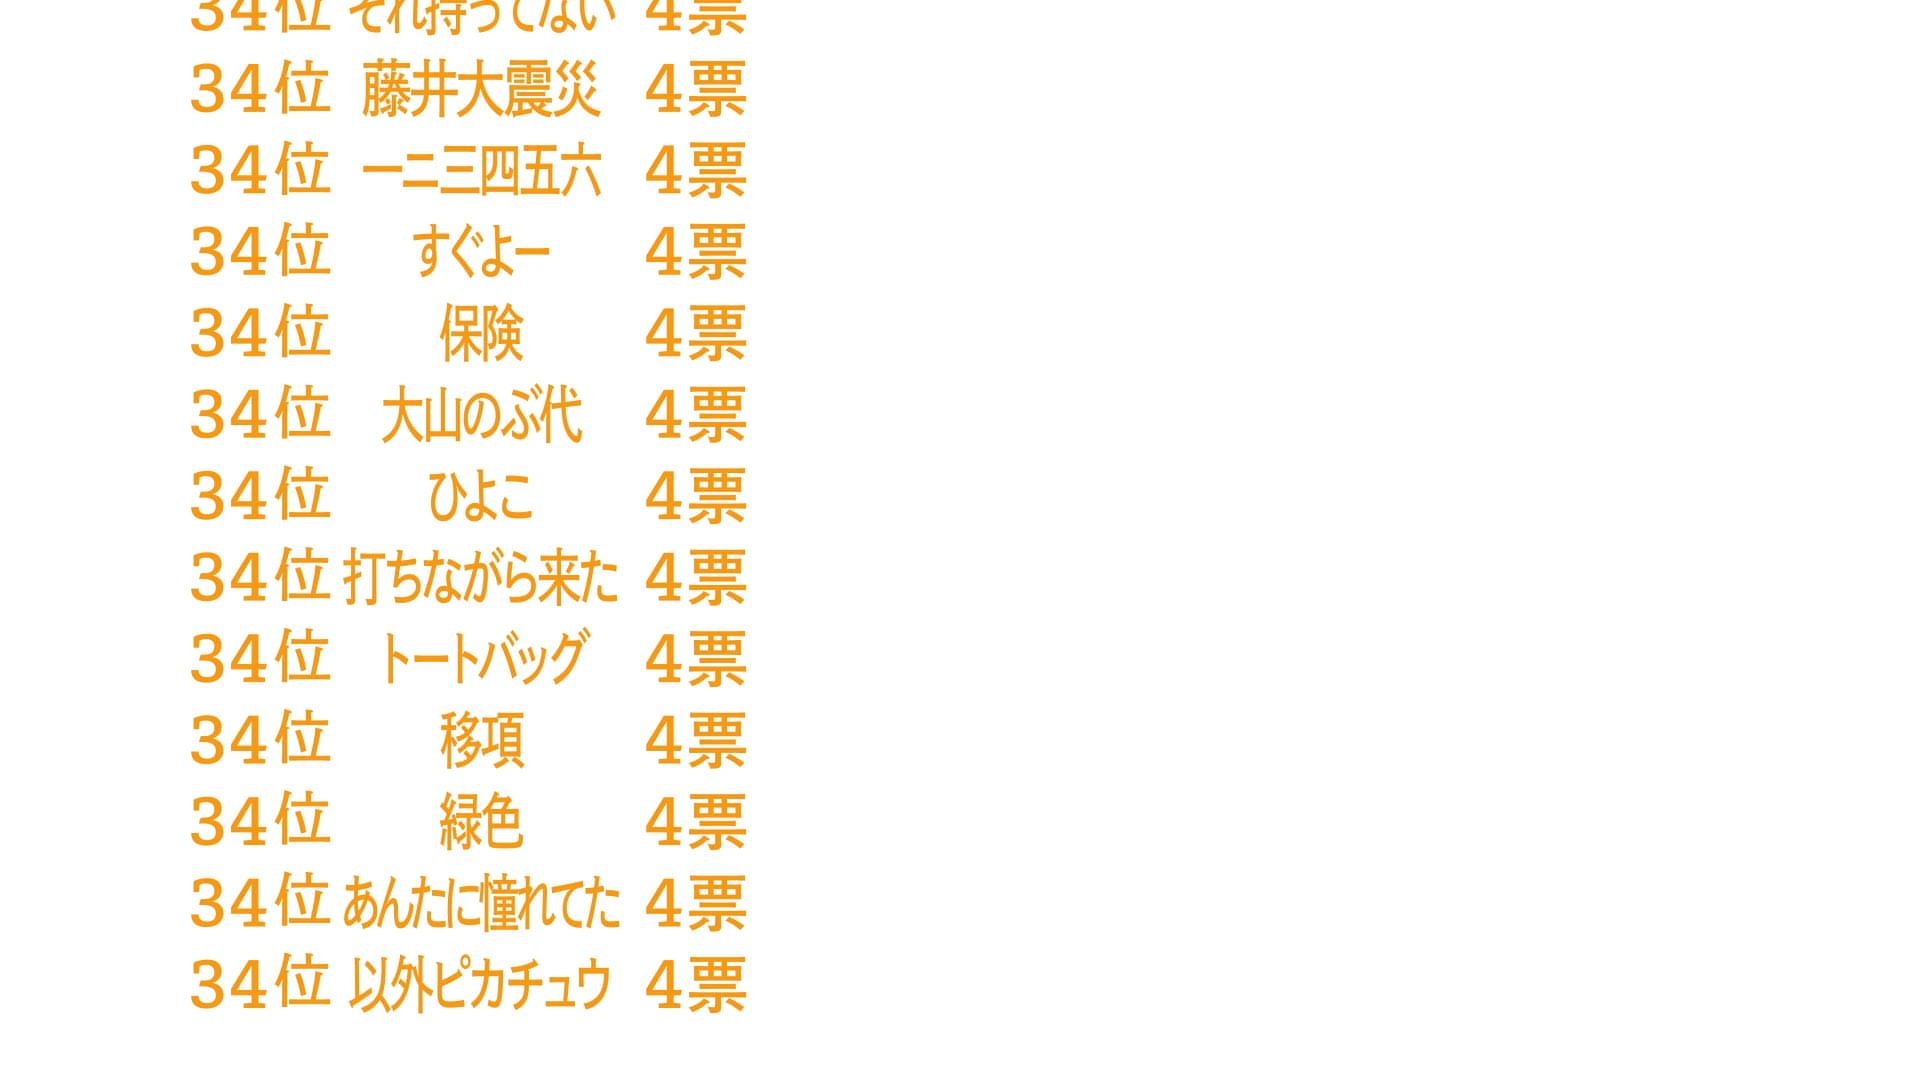 34位 それ持ってない 4票
34位 藤井大震災 4票
34位 一ニ三四五六 4票
34位 すぐよー 4票
34位 保険 4票
34位 大山のぶ代 4票
34位 ひよこ 4票
34位 打ちながら来た 4票
34位 トートバッグ 4票
34位 移項 4票
34位 緑色 4票
34位 あんたに憧れてた 4票
34位 以外ピカチュウ 4票